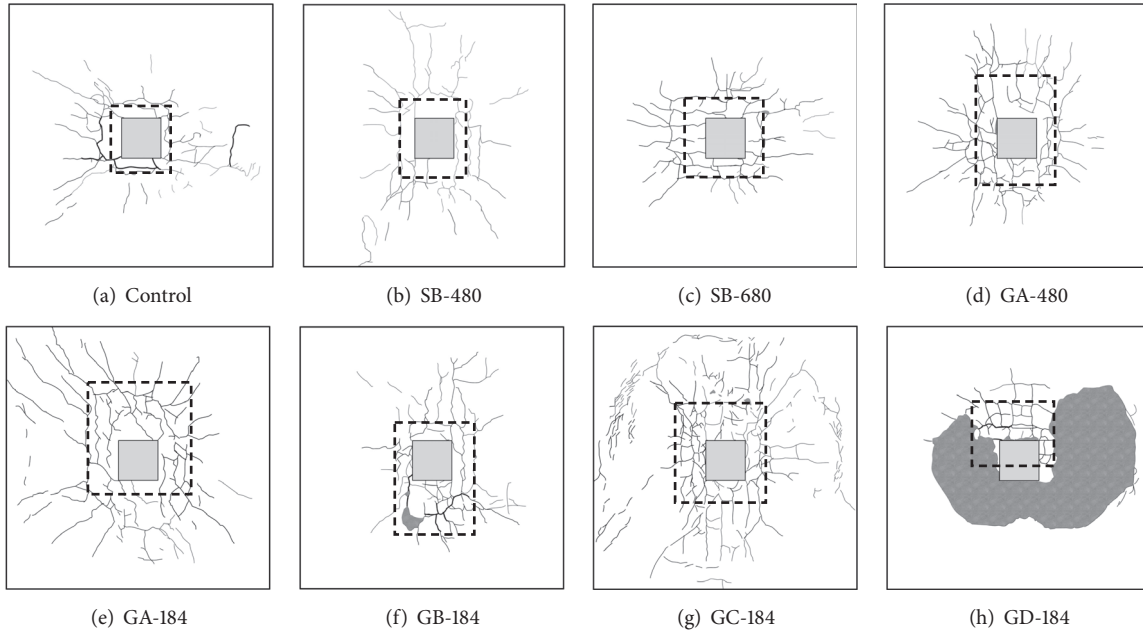 (a) Control
(b) SB-480
(c) SB-680
(d) GA-480
(e) GA-184
(f) GB-184
(g) GC-184
(h) GD-184